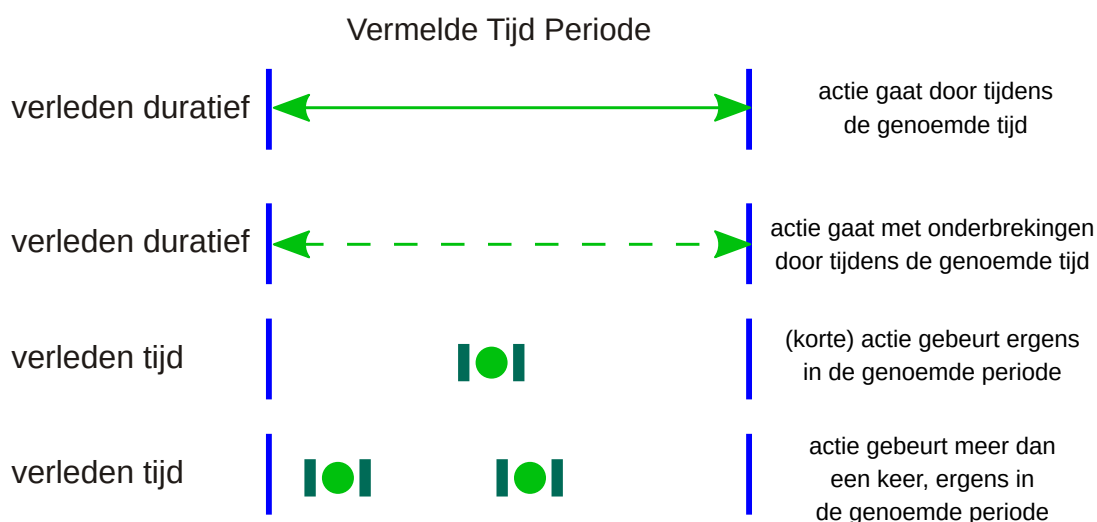 Vermelde Tijd Periode
verleden duratief
actie gaat door tijdens
de genoemde tijd
verleden duratief
actie gaat met onderbrekingen
door tijdens de genoemde tijd
verleden tijd
(korte) actie gebeurt ergens
in de genoemde periode
verleden tijd
actie gebeurt meer dan
een keer, ergens in
de genoemde periode